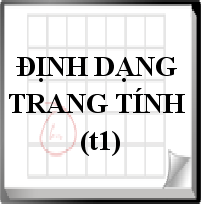 ĐỊNH DẠNG
TRANG TÍNH
(t1)